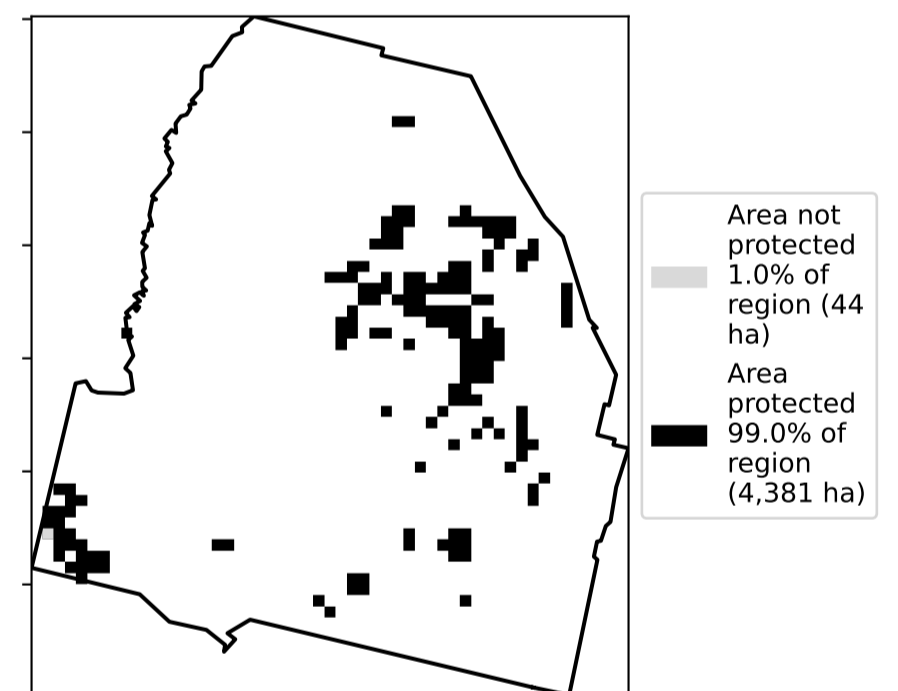 Area not
protected
1.0% of
region (44
ha)
Area
protected
99.0% of
region
(4,381 ha)